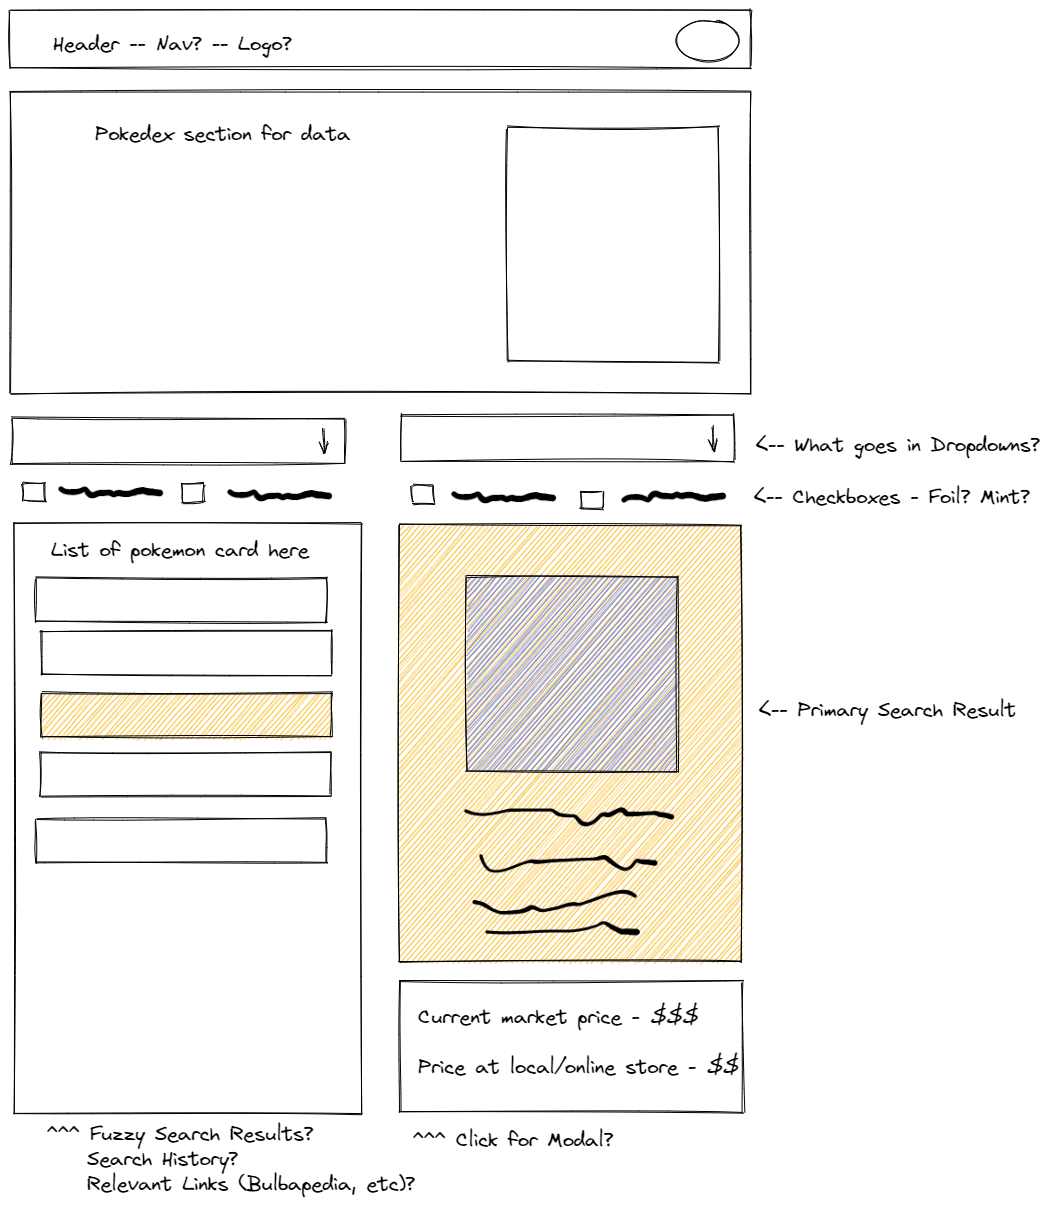 Header -- Nav? -- Logo?
Pokedex section for data
<-- What goes in Dropdowns?
<-- Checkboxes - Foil? Mint?
List of pokemon card here
<-- Primary Search Result
Current market price - $$$
Price at local/online store - $$
^^^ Fuzzy Search Results?
Search History?
Relevant Links (Bulbapedia, etc)?
^^^ Click for Modal?